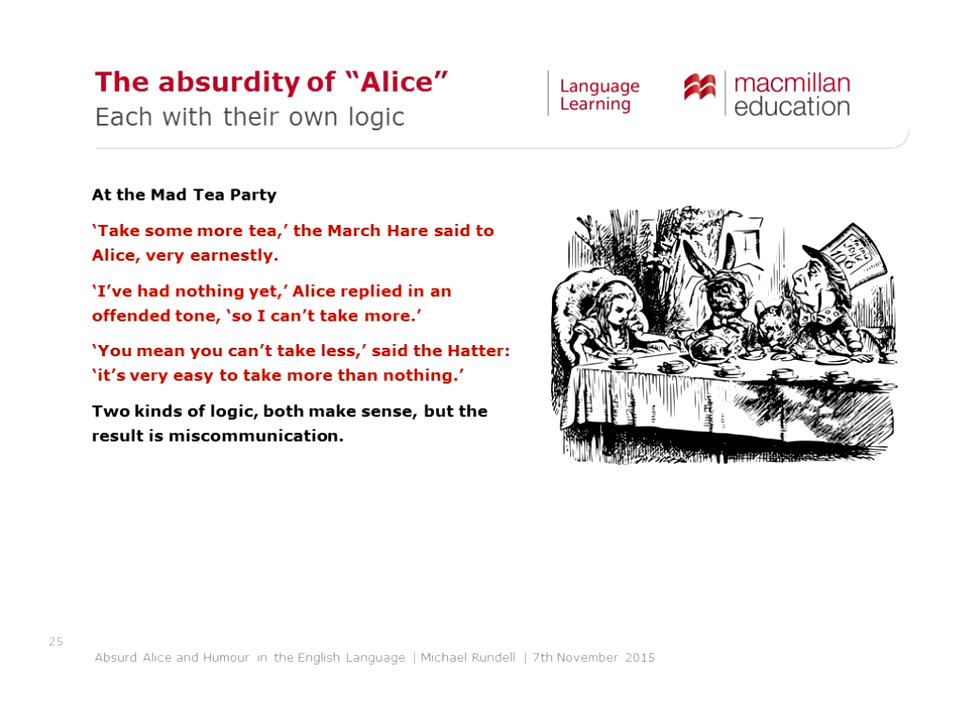 The absurdity of “Alice”
Each with their own logic
Language
Learning
macmillan
education
At the Mad Tea Party
‘Take some more tea,’ the March Hare said to
Alice, very earnestly.
‘I’ve had nothing yet,’ Alice replied in an
offended tone, ‘so I can’t take more.’
‘You mean you can’t take less,’ said the Hatter:
‘it’s very easy to take more than nothing.’
Two kinds of logic, both make sense, but the
result is miscommunication.
25
Absurd Alice and Humour in the English Language | Michael Rundell | 7th November 2015